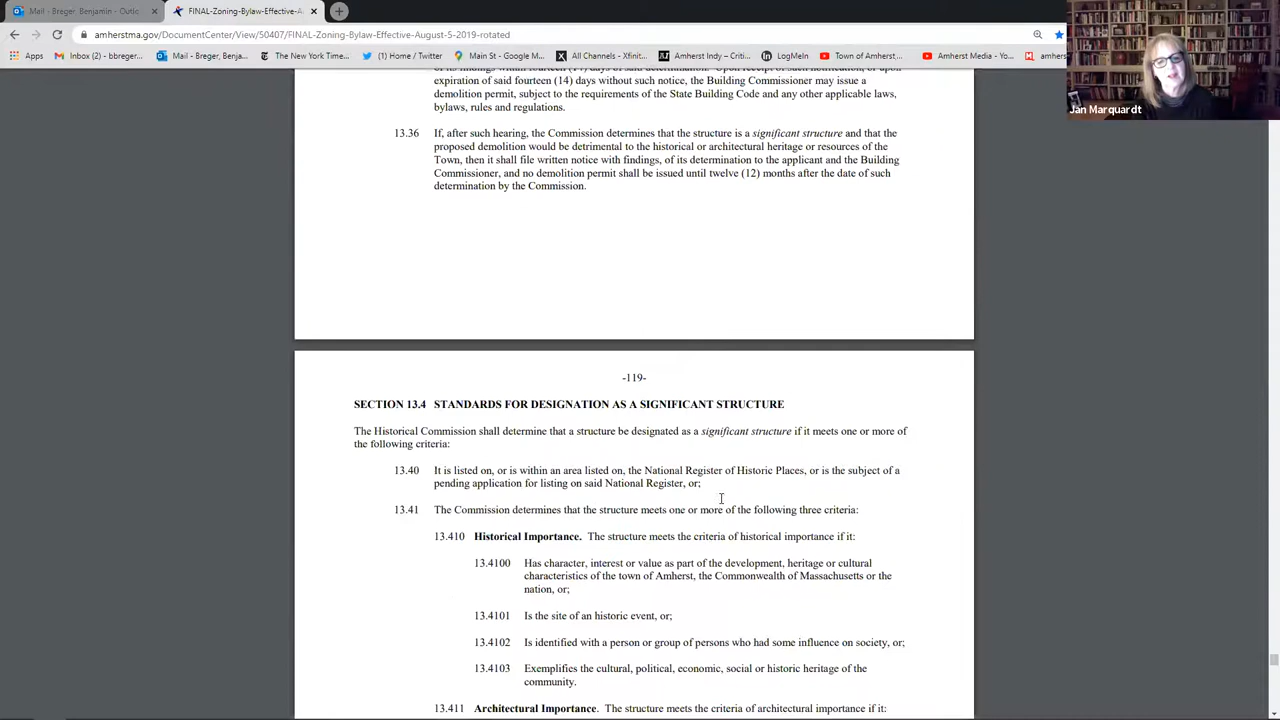 Mail - Breger, Benjamin - Outlo
FINAL-Zoning-Bylaw-Effective-A
amherstma.gov/DocumentCenter/View/50407/FINAL-Zoning-Bylaw-Effective-August-5-2019-rotated
Apps
Inbox (2) - bbreger...
Mail - Breger, Benja...
The New York Times...
(1) Home / Twitter
Main St - Google M...
All Channels - Xfinit...
Amherst Indy – Criti...
LogMeIn
Town of Amherst,...
Amherst Media - Yo...
amhers
Jan Marquardt
expiration of said fourteen (14) days without such notice, the Building Commissioner may issue a
demolition permit, subject to the requirements of the State Building Code and any other applicable laws,
bylaws, rules and regulations.
13.36 If, after such hearing, the Commission determines that the structure is a significant structure and that the
proposed demolition would be detrimental to the historical or architectural heritage or resources of the
Town, then it shall file written notice with findings, of its determination to the applicant and the Building
Commissioner, and no demolition permit shall be issued until twelve (12) months after the date of such
determination by the Commission.
-119-
SECTION 13.4 STANDARDS FOR DESIGNATION AS A SIGNIFICANT STRUCTURE
The Historical Commission shall determine that a structure be designated as a significant structure if it meets one or more of
the following criteria:
13.40 It is listed on, or is within an area listed on, the National Register of Historic Places, or is the subject of a
pending application for listing on said National Register, or;
13.41 The Commission determines that the structure meets one or more of the following three criteria:
13.410 Historical Importance. The structure meets the criteria of historical importance if it:
13.4100 Has character, interest or value as part of the development, heritage or cultural
characteristics of the town of Amherst, the Commonwealth of Massachusetts or the
nation, or;
13.4101 Is the site of an historic event, or;
13.4102 Is identified with a person or group of persons who had some influence on society, or;
13.4103 Exemplifies the cultural, political, economic, social or historic heritage of the
community.
13.411 Architectural Importance. The structure meets the criteria of architectural importance if it: